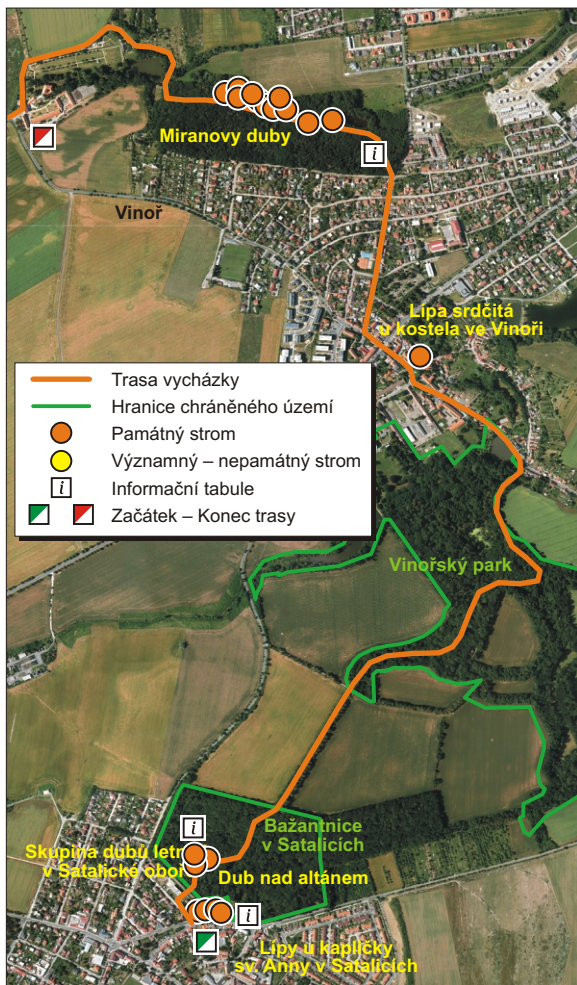 Miranovy duby
i
Vinoř
Lípa srdčitá
u kostela ve Vinoři
Trasa vycházky
Hranice chráněného území
Památný strom
Významný – nepamátný strom
i
Informační tabule
Začátek – Konec trasy
Vinořský park
i
Bažantnice
v Satalicích
Skupina dubů letn
v Satalické oboř
Dub nad altánem
i
Lípy u kapličky
sv. Anny v Satalicích